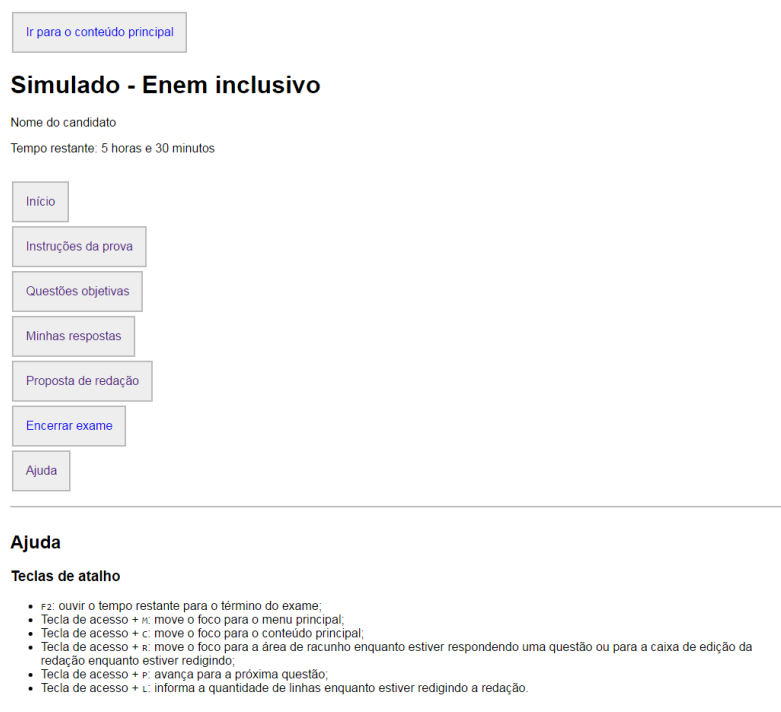 Ir para o conteúdo principal
Simulado - Enem inclusivo
Nome do candidato
Tempo restante: 5 horas e 30 minutos
Início
Instruções da prova
Questões objetivas
Minhas respostas
Proposta de redação
Encerrar exame
Ajuda
Ajuda
Teclas de atalho
• F2: ouvir o tempo restante para o término do exame;
• Tecla de acesso + M: move o foco para o menu principal;
• Tecla de acesso + C: move o foco para o conteúdo principal;
• Tecla de acesso + R: move o foco para a área de racunho enquanto estiver respondendo uma questão ou para a caixa de edição da
redação enquanto estiver redigindo;
• Tecla de acesso + P: avança para a próxima questão;
• Tecla de acesso + L: informa a quantidade de linhas enquanto estiver redigindo a redação.